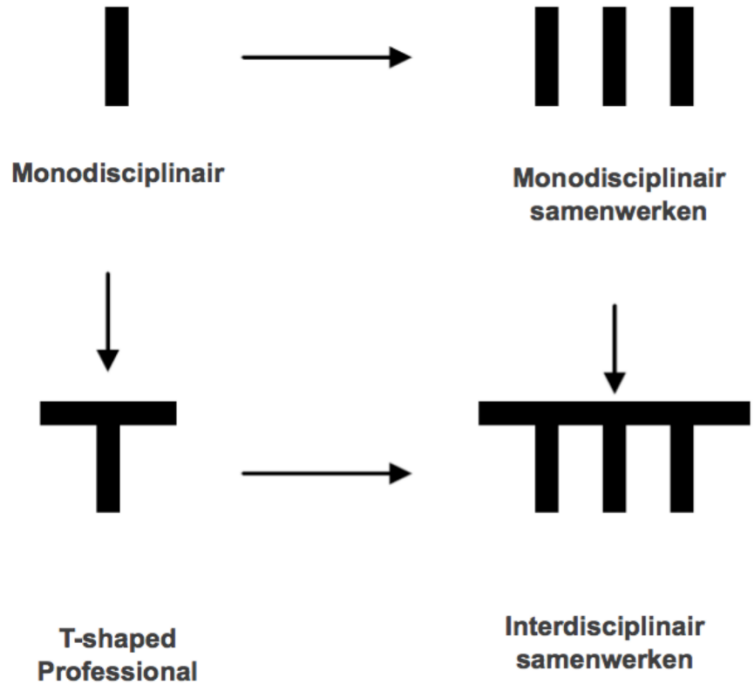 Monodisciplinair
Monodisciplinair
samenwerken
T-shaped
Professional
Interdisciplinair
samenwerken